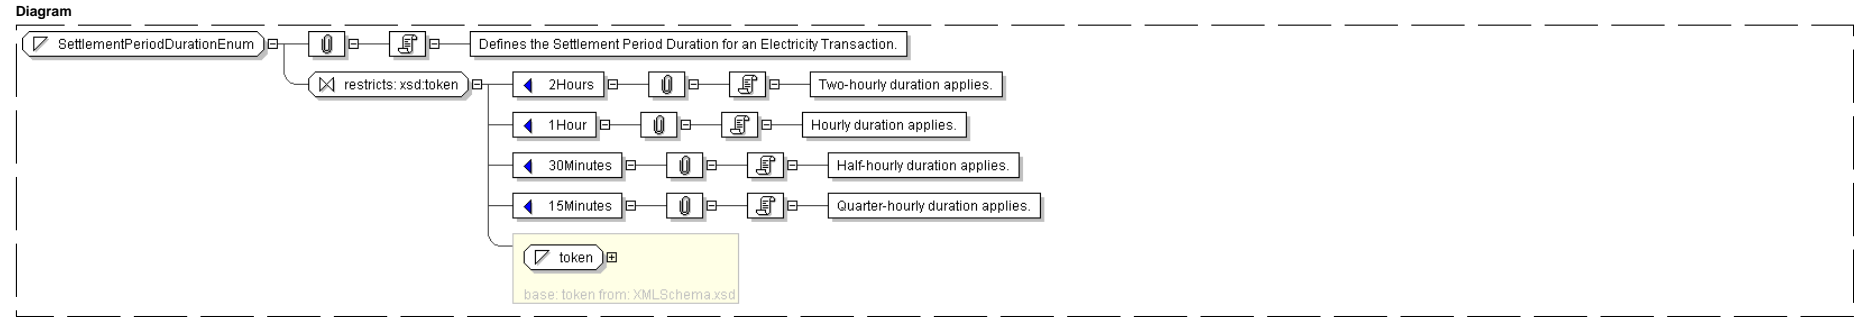 Diagram
SettlementPeriodDurationEnum
Defines the Settlement Period Duration for an Electricity Transaction.
restricts: xsd:token
2Hours
Two-hourly duration applies.
1Hour
Hourly duration applies.
30Minutes
Half-hourly duration applies.
15Minutes
Quarter-hourly duration applies.
token
base: token from: XMLSchema.xsd